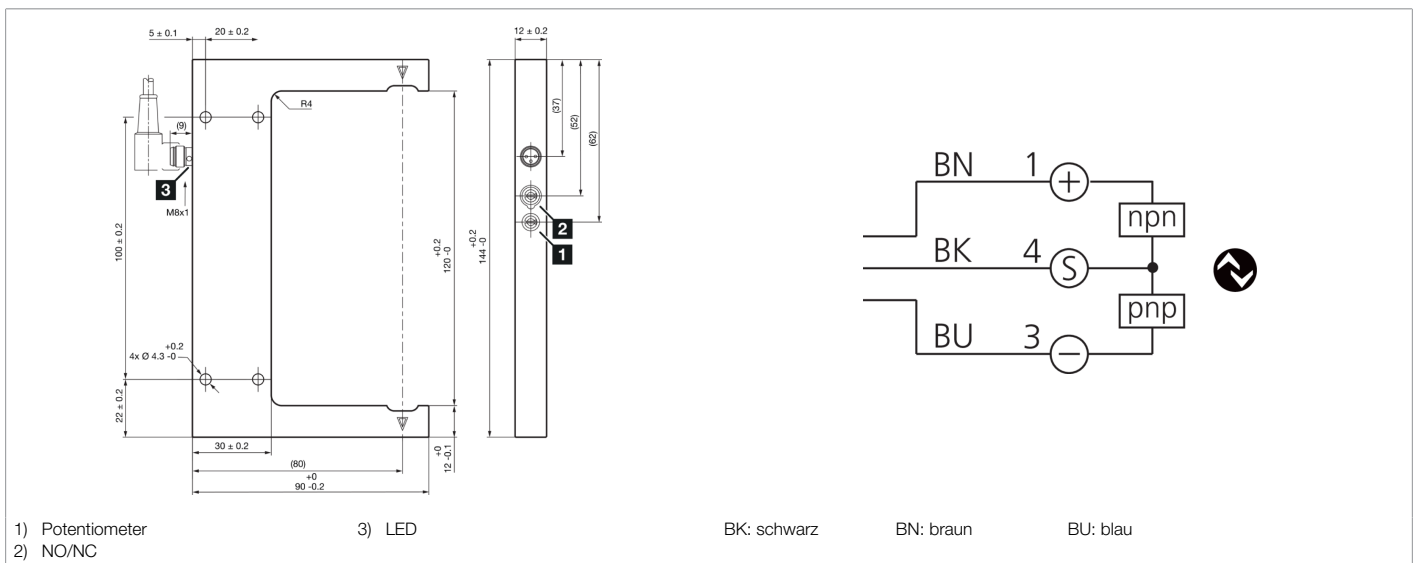 5 ± 0.1
20 ± 0.2
12 ± 0.2
R4
(37)
(52)
(62)
(9)
3
M8x1
2
1
100 ± 0.2
+0.2
120 -0
+0.2
144 -0
+0.2
4x Ø 4.3 -0
22 ± 0.2
30 ± 0.2
(80)
+0
12 -0.1
+0
90 -0.2
BN 1 +
npn
BK 4 S
pnp
BU 3 −
1) Potentiometer 3) LED BK: schwarz BN: braun BU: blau
2) NO/NC